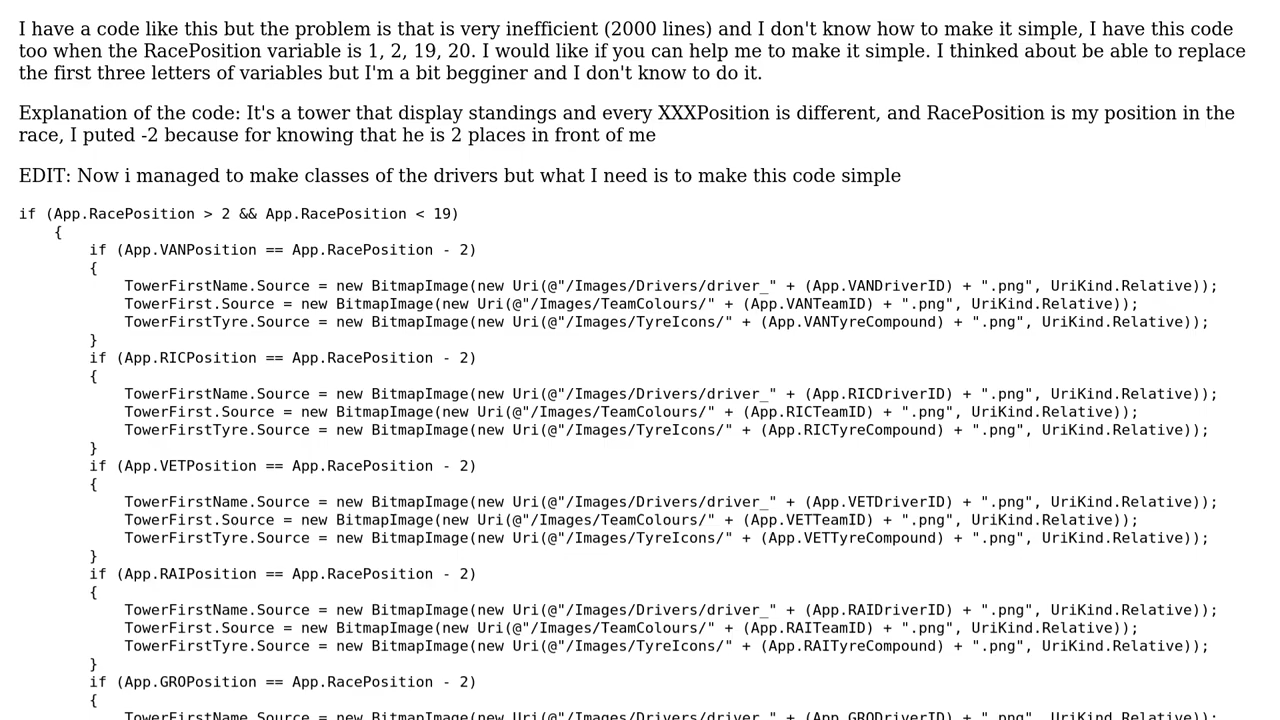 I have a code like this but the problem is that is very inefficient (2000 lines) and I don't know how to make it simple, I have this code
too when the RacePosition variable is 1, 2, 19, 20. I would like if you can help me to make it simple. I thinked about be able to replace
the first three letters of variables but I'm a bit begginer and I don't know to do it.
Explanation of the code: It's a tower that display standings and every XXXPosition is different, and RacePosition is my position in the
race, I puted -2 because for knowing that he is 2 places in front of me
EDIT: Now i managed to make classes of the drivers but what I need is to make this code simple
if (App.RacePosition > 2 && App.RacePosition < 19)
    {
        if (App.VANPosition == App.RacePosition - 2)
        {
            TowerFirstName.Source = new BitmapImage(new Uri(@"/Images/Drivers/driver_" + (App.VANDriverID) + ".png", UriKind.Relative));
            TowerFirst.Source = new BitmapImage(new Uri(@"/Images/TeamColours/" + (App.VANTeamID) + ".png", UriKind.Relative));
            TowerFirstTyre.Source = new BitmapImage(new Uri(@"/Images/TyreIcons/" + (App.VANTyreCompound) + ".png", UriKind.Relative));
        }
        if (App.RICPosition == App.RacePosition - 2)
        {
            TowerFirstName.Source = new BitmapImage(new Uri(@"/Images/Drivers/driver_" + (App.RICDriverID) + ".png", UriKind.Relative));
            TowerFirst.Source = new BitmapImage(new Uri(@"/Images/TeamColours/" + (App.RICTeamID) + ".png", UriKind.Relative));
            TowerFirstTyre.Source = new BitmapImage(new Uri(@"/Images/TyreIcons/" + (App.RICTyreCompound) + ".png", UriKind.Relative));
        }
        if (App.VETPosition == App.RacePosition - 2)
        {
            TowerFirstName.Source = new BitmapImage(new Uri(@"/Images/Drivers/driver_" + (App.VETDriverID) + ".png", UriKind.Relative));
            TowerFirst.Source = new BitmapImage(new Uri(@"/Images/TeamColours/" + (App.VETTeamID) + ".png", UriKind.Relative));
            TowerFirstTyre.Source = new BitmapImage(new Uri(@"/Images/TyreIcons/" + (App.VETTyreCompound) + ".png", UriKind.Relative));
        }
        if (App.RAIPosition == App.RacePosition - 2)
        {
            TowerFirstName.Source = new BitmapImage(new Uri(@"/Images/Drivers/driver_" + (App.RAIDriverID) + ".png", UriKind.Relative));
            TowerFirst.Source = new BitmapImage(new Uri(@"/Images/TeamColours/" + (App.RAITeamID) + ".png", UriKind.Relative));
            TowerFirstTyre.Source = new BitmapImage(new Uri(@"/Images/TyreIcons/" + (App.RAITyreCompound) + ".png", UriKind.Relative));
        }
        if (App.GROPosition == App.RacePosition - 2)
        {
            TowerFirstName.Source = new BitmapImage(new Uri(@"/Images/Drivers/driver_" + (App.GRODriverID) + ".png", UriKind.Relative));